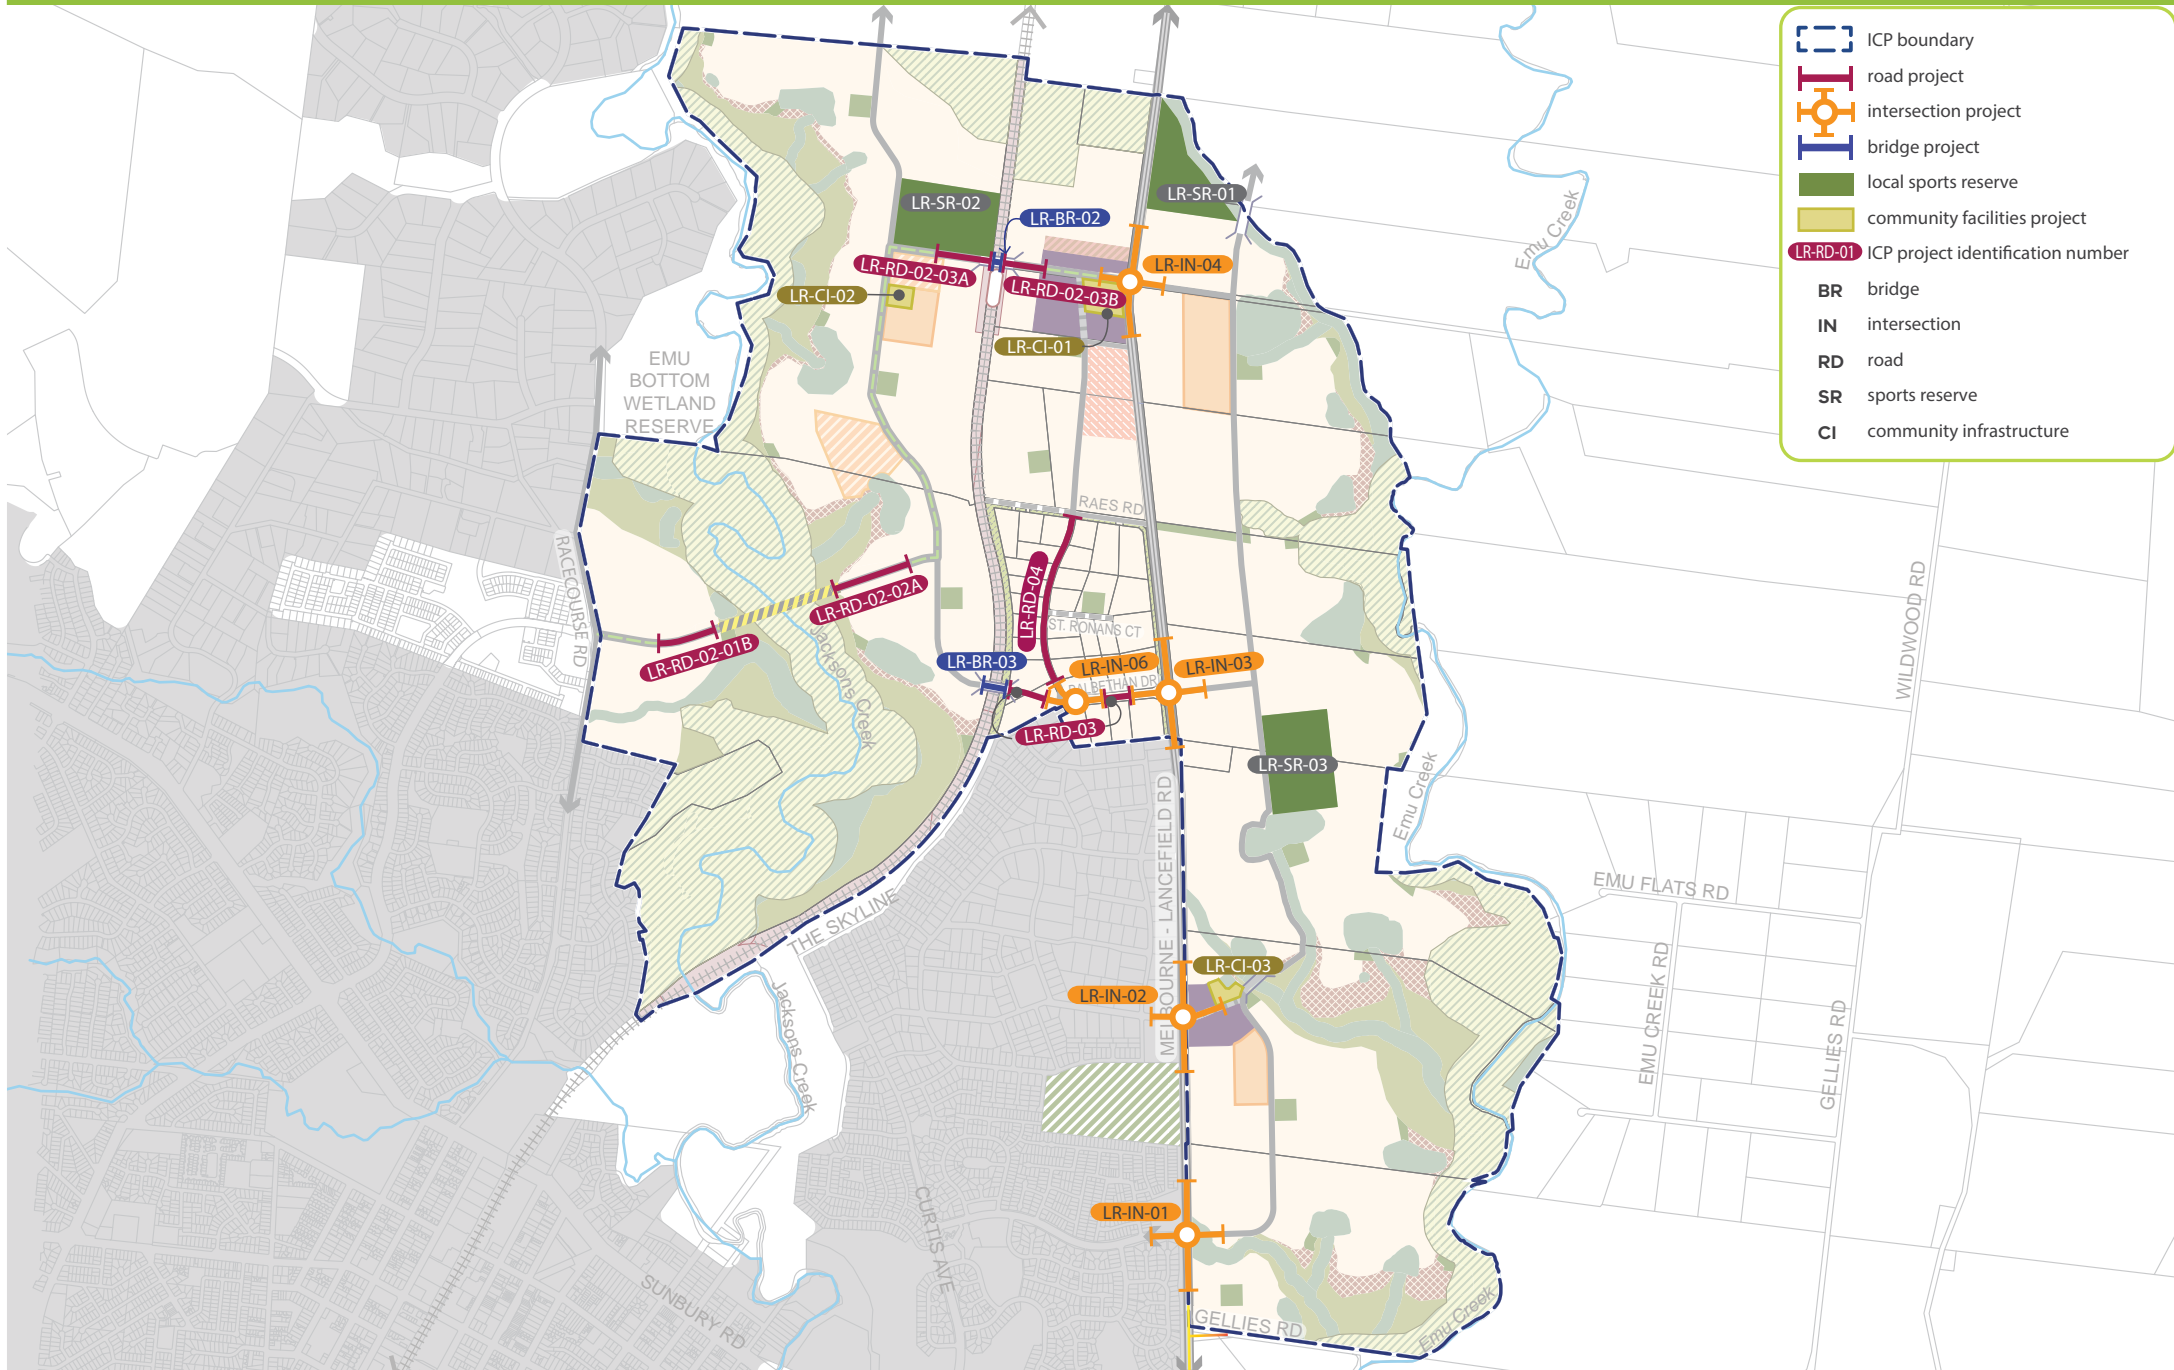 ICP boundary
road project
intersection project
bridge project
local sports reserve
community facilities project
LR-RD-01 ICP project identification number
BR bridge
IN intersection
RD road
SR sports reserve
CI community infrastructure
LR-SR-01
LR-SR-02
LR-BR-02
Emu Creek
LR-RD-02-03A
LR-IN-04
LR-CI-02
LR-RD-02-03B
LR-CI-01
EMU
BOTTOM
WETLAND
RESERVE
RAES RD
RACECOURSE RD
LR-RD-04
LR-RD-02-02A
WILDWOOD RD
ST. RONANS CT
LR-RD-02-01B
Jacksons Creek
LR-BR-03
LR-IN-06
LR-IN-03
BALBETHAN DR
LR-RD-03
LR-SR-03
Emu Creek
MELBOURNE - LANCEFIELD RD
EMU FLATS RD
THE SKYLINE
LR-CI-03
LR-IN-02
EMU CREEK RD
Jacksons Creek
GELLIES RD
LR-IN-01
CURTIS AVE
SUNBURY RD
GELLIES RD
Emu Creek